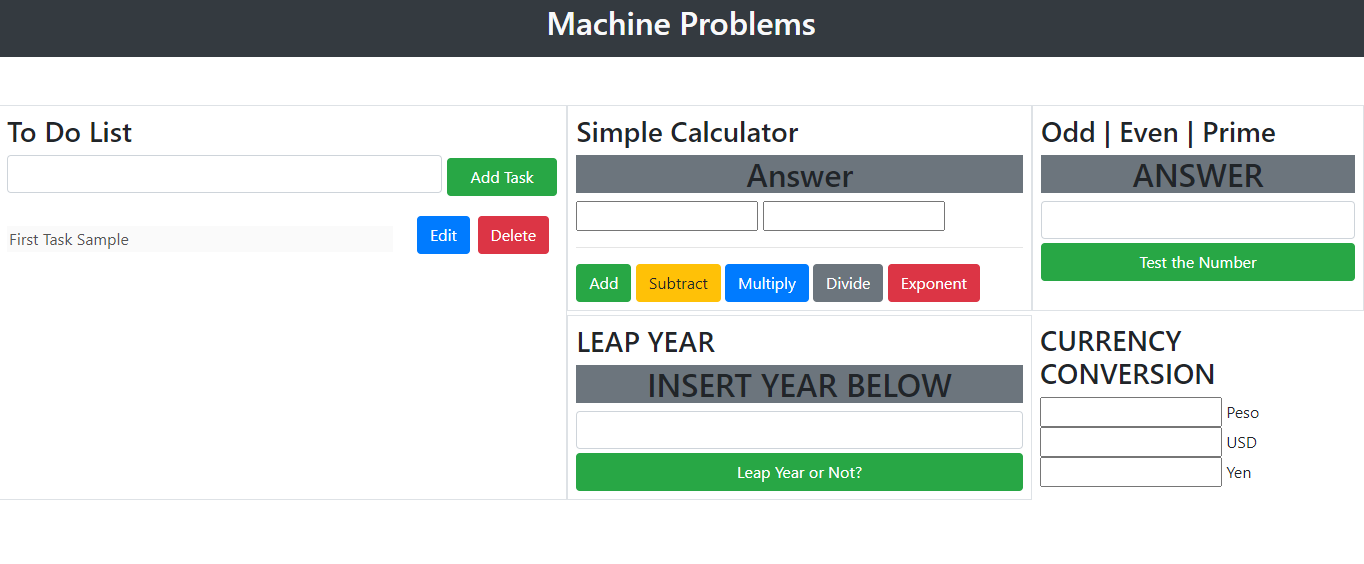 Machine Problems
To Do List
Add Task
First Task Sample
Edit
Delete
Simple Calculator
Answer
Add
Subtract
Multiply
Divide
Exponent
Odd | Even | Prime
ANSWER
Test the Number
LEAP YEAR
INSERT YEAR BELOW
Leap Year or Not?
CURRENCY
CONVERSION
Peso
USD
Yen